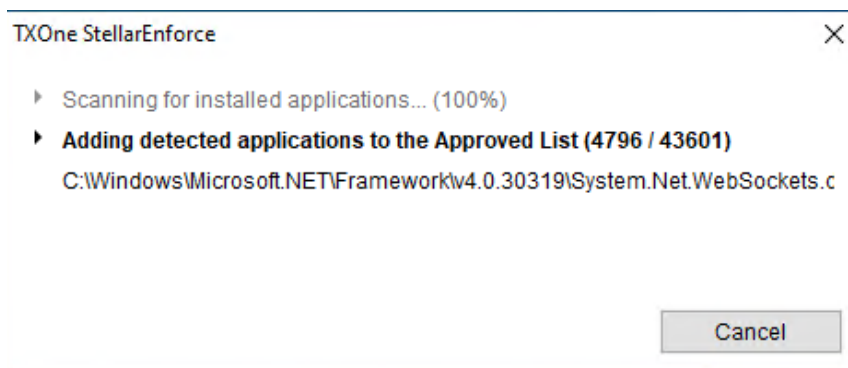 TXOne StellarEnforce
Scanning for installed applications... (100%)
Adding detected applications to the Approved List (4796 / 43601)
C:\Windows\Microsoft.NET\Framework\v4.0.30319\System.Net.WebSockets.c
Cancel